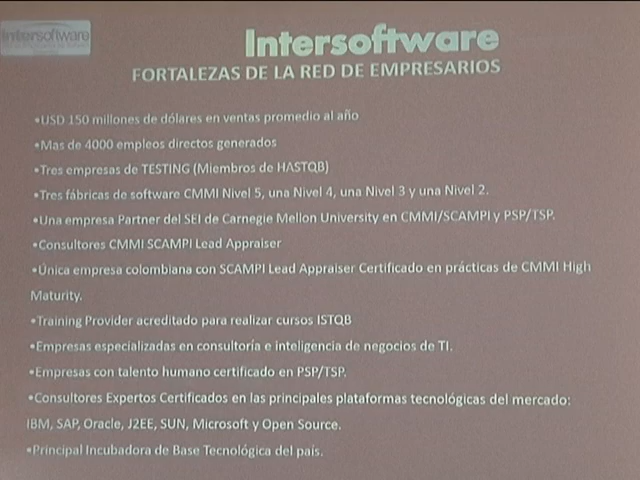 Intersoftware
Intersoftware
FORTALEZAS DE LA RED DE EMPRESARIOS
•USD 150 millones de dólares en ventas promedio al año
•Mas de 4000 empleos directos generados
•Tres empresas de TESTING (Miembros de HASTQB)
•Tres fábricas de software CMMI Nivel 5, una Nivel 4, una Nivel 3 y una Nivel 2.
•Una empresa Partner del SEI de Carnegie Mellon University en CMMI/SCAMPI y PSP/TSP.
•Consultores CMMI SCAMPI Lead Appraiser
•Única empresa colombiana con SCAMPI Lead Appraiser Certificado en prácticas de CMMI High
Maturity.
•Training Provider acreditado para realizar cursos ISTQB
•Empresas especializadas en consultoría e inteligencia de negocios de TI.
•Empresas con talento humano certificado en PSP/TSP.
•Consultores Expertos Certificados en las principales plataformas tecnológicas del mercado:
IBM, SAP, Oracle, J2EE, SUN, Microsoft y Open Source.
•Principal Incubadora de Base Tecnológica del país.